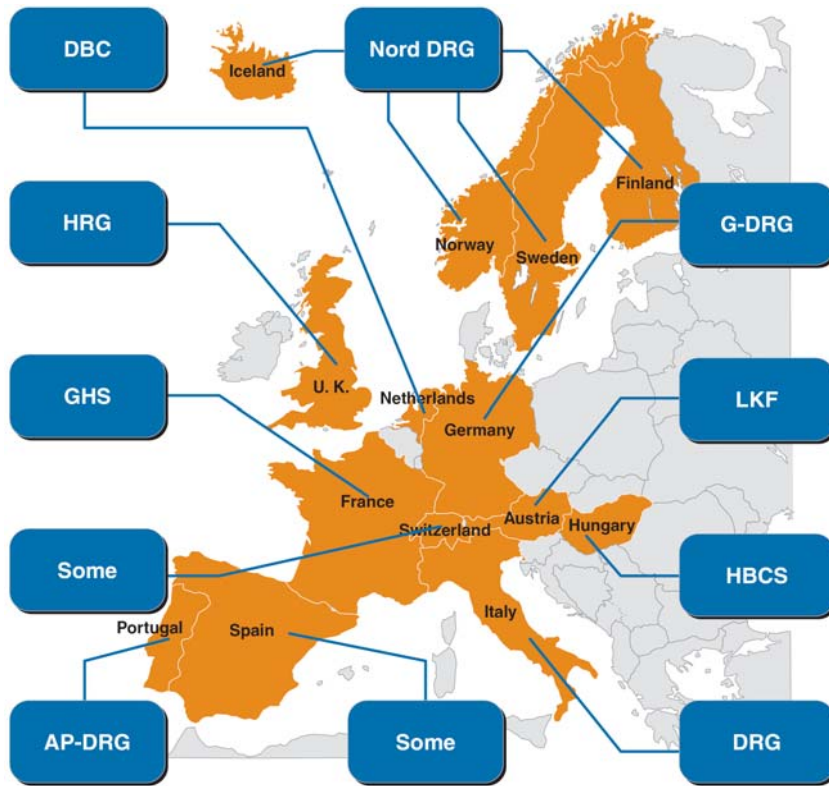 DBC
Nord DRG
Iceland
Finland
HRG
G-DRG
Norway
Sweden
GHS
U. K.
Netherlands
LKF
Germany
France
Austria
Switzerland
Hungary
Some
HBCS
Italy
Portugal
Spain
AP-DRG
Some
DRG